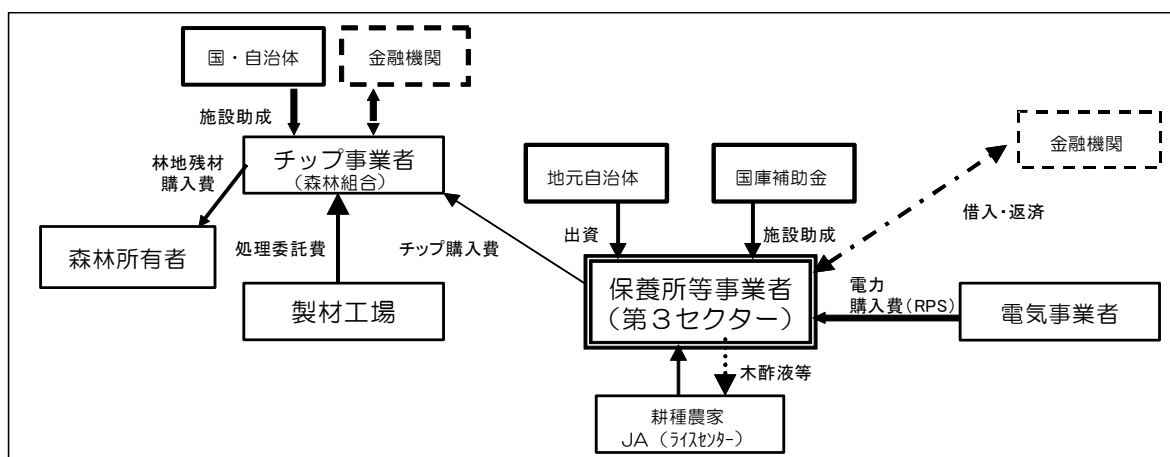 国・自治体
金融機関
施設助成
チップ事業者
(森林組合)
林地残材
購入費
森林所有者
処理委託費
製材工場
チップ購入費
地元自治体
国庫補助金
出資
施設助成
保養所等事業者
(第3セクター)
金融機関
借入・返済
電力
購入費(RPS)
電気事業者
木酢液等
耕種農家
JA (ライスセンター)